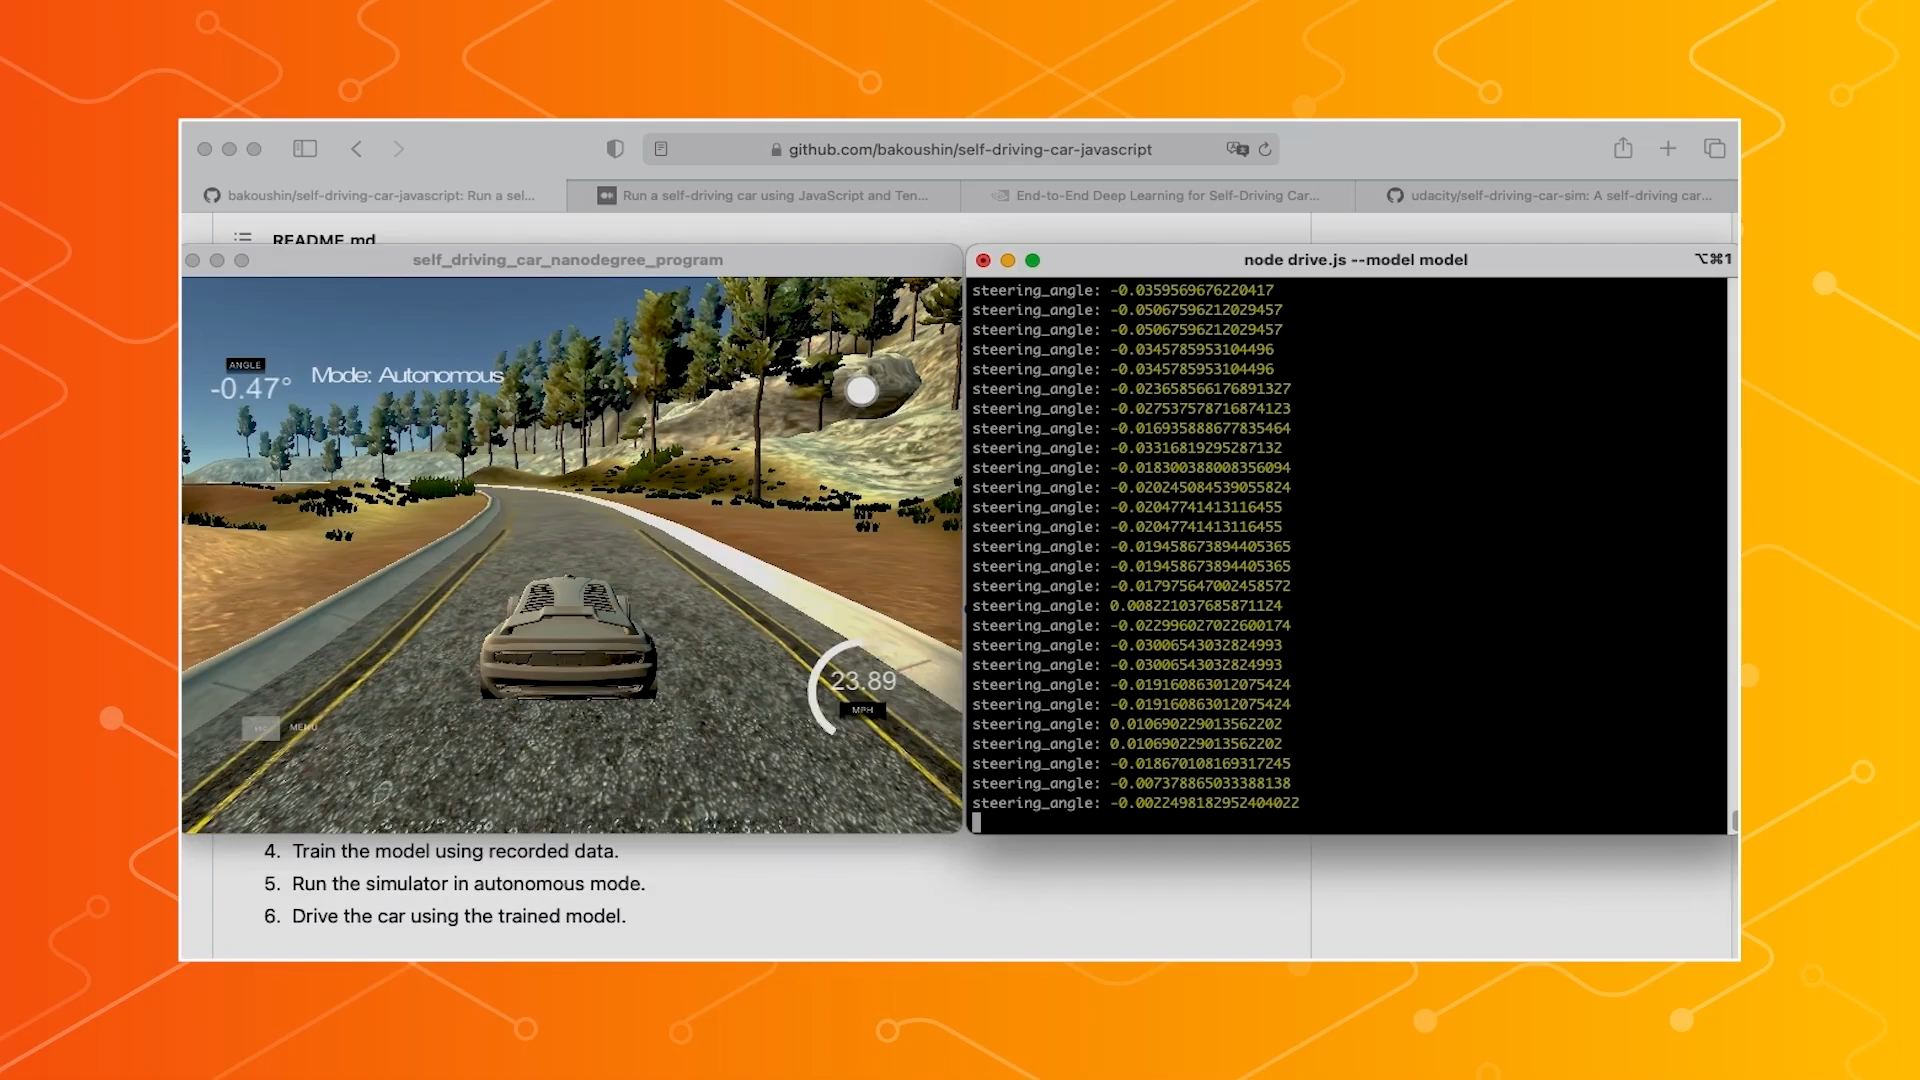 github.com/bakoushin/self-driving-car-javascript
bakoushin/self-driving-car-javascript: Run a sel...
Run a self-driving car using JavaScript and Ten...
End-to-End Deep Learning for Self-Driving Car...
udacity/self-driving-car-sim: A self-driving car...
README.md
self_driving_car_nanodegree_program
ANGLE
-0.47°
Mode: Autonomous
23.89
MPH
MENU
node drive.js --model model
⌥⌘1
steering_angle: -0.0359569676220417
steering_angle: -0.05067596212029457
steering_angle: -0.05067596212029457
steering_angle: -0.0345785953104496
steering_angle: -0.0345785953104496
steering_angle: -0.023658566176891327
steering_angle: -0.027537578716874123
steering_angle: -0.016935888677835464
steering_angle: -0.03316819295287132
steering_angle: -0.018300388008356094
steering_angle: -0.020245084539055824
steering_angle: -0.02047741413116455
steering_angle: -0.02047741413116455
steering_angle: -0.019458673894405365
steering_angle: -0.019458673894405365
steering_angle: -0.017975647002458572
steering_angle: 0.008221037685871124
steering_angle: -0.022996027022600174
steering_angle: -0.03006543032824993
steering_angle: -0.03006543032824993
steering_angle: -0.019160863012075424
steering_angle: -0.019160863012075424
steering_angle: 0.010690229013562202
steering_angle: 0.010690229013562202
steering_angle: -0.018670108169317245
steering_angle: -0.007378865033388138
steering_angle: -0.0022498182952404022
4. Train the model using recorded data.
5. Run the simulator in autonomous mode.
6. Drive the car using the trained model.